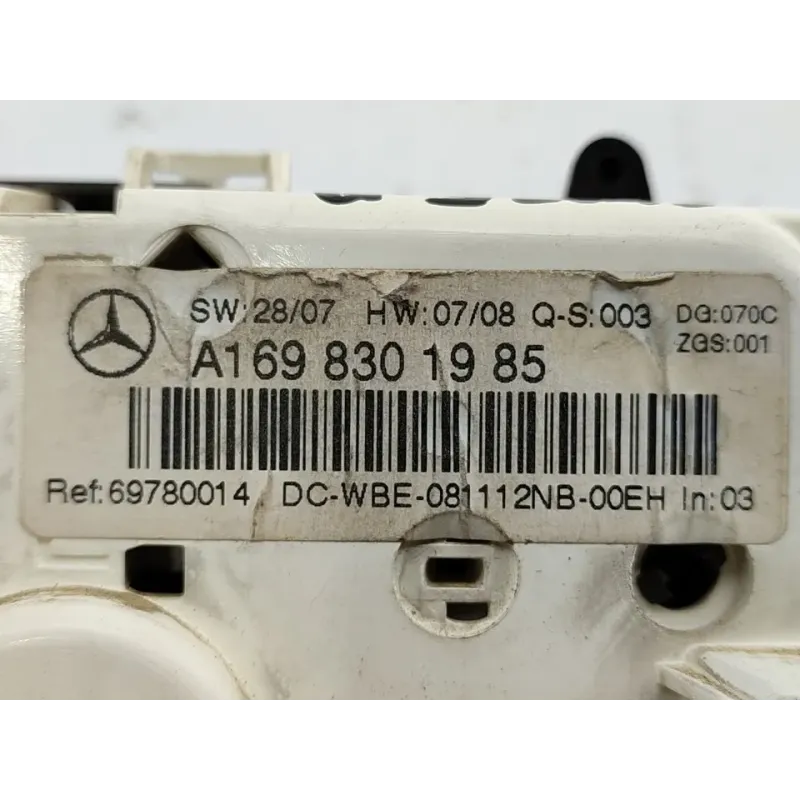 SW:28/07 HW:07/08 Q-S:003 DG:070C
ZGS:001
A169 830 19 85
Ref:69780014 DC-WBE-081112NB-00EH In:03